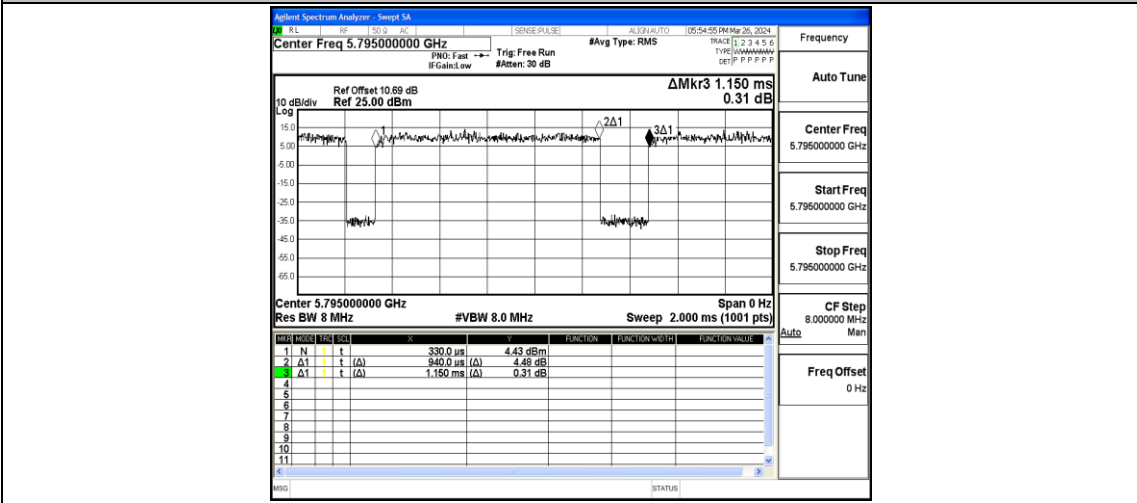 Agilent Spectrum Analyzer - Swept SA
RL RF 50 Ω AC SENSE:PULSE ALIGN AUTO 05:54:55 PM Mar 26, 2024
Center Freq 5.795000000 GHz #Avg Type: RMS TRACE 1 2 3 4 5 6
PNO: Fast Trig: Free Run TYPE
IFGain:Low #Atten: 30 dB DET P P P P P P
Frequency
Auto Tune
Center Freq
5.795000000 GHz
Start Freq
5.795000000 GHz
Stop Freq
5.795000000 GHz
CF Step
8.000000 MHz
Auto Man
Freq Offset
0 Hz
ΔMkr3 1.150 ms
0.31 dB
Ref Offset 10.69 dB
10 dB/div Ref 25.00 dBm
Log
15.0
5.00
-5.00
-15.0
-25.0
-35.0
-45.0
-55.0
-65.0
1
2Δ1
3Δ1
Center 5.795000000 GHz Span 0 Hz
Res BW 8 MHz #VBW 8.0 MHz Sweep 2.000 ms (1001 pts)
MKR MODE TRC SCL X Y FUNCTION FUNCTION WIDTH FUNCTION VALUE
1 N 1 t 330.0 µs 4.43 dBm
2 Δ1 1 t (Δ) 940.0 µs (Δ) 4.48 dB
3 Δ1 1 t (Δ) 1.150 ms (Δ) 0.31 dB
4
5
6
7
8
9
10
11
MSG STATUS